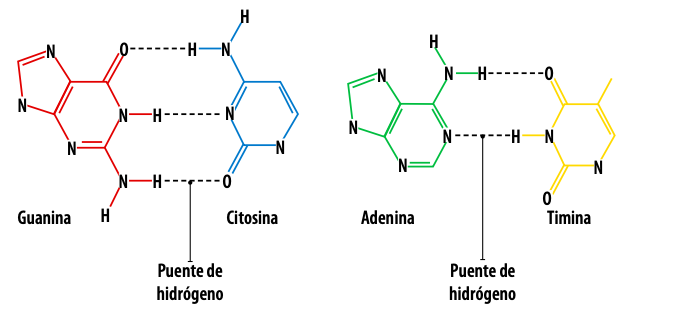 H
N O H N N H H N
N N H N N H O
N N N N H N
N N N
N H O N O
H
Guanina Citosina Adenina Timina
Puente de
hidrógeno
Puente de
hidrógeno